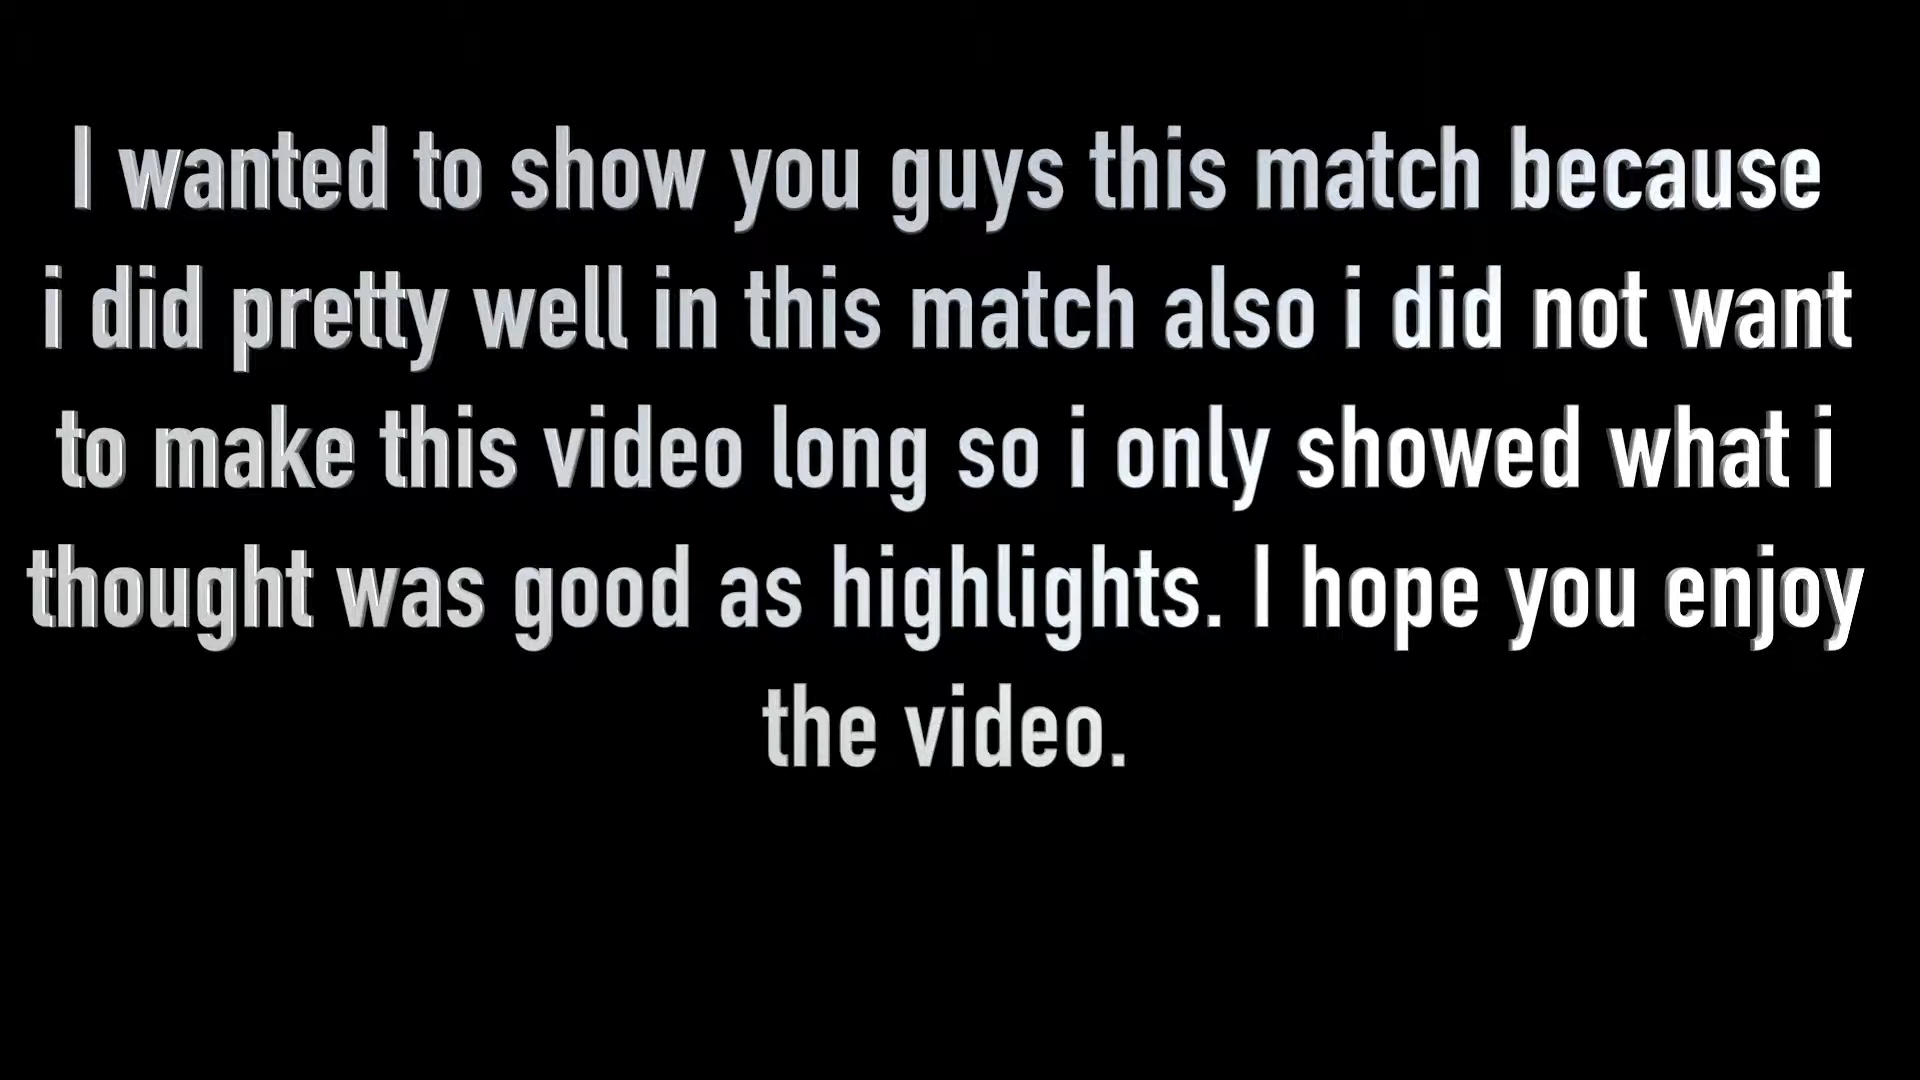 I wanted to show you guys this match because
i did pretty well in this match also i did not want
to make this video long so i only showed what i
thought was good as highlights. I hope you enjoy
the video.